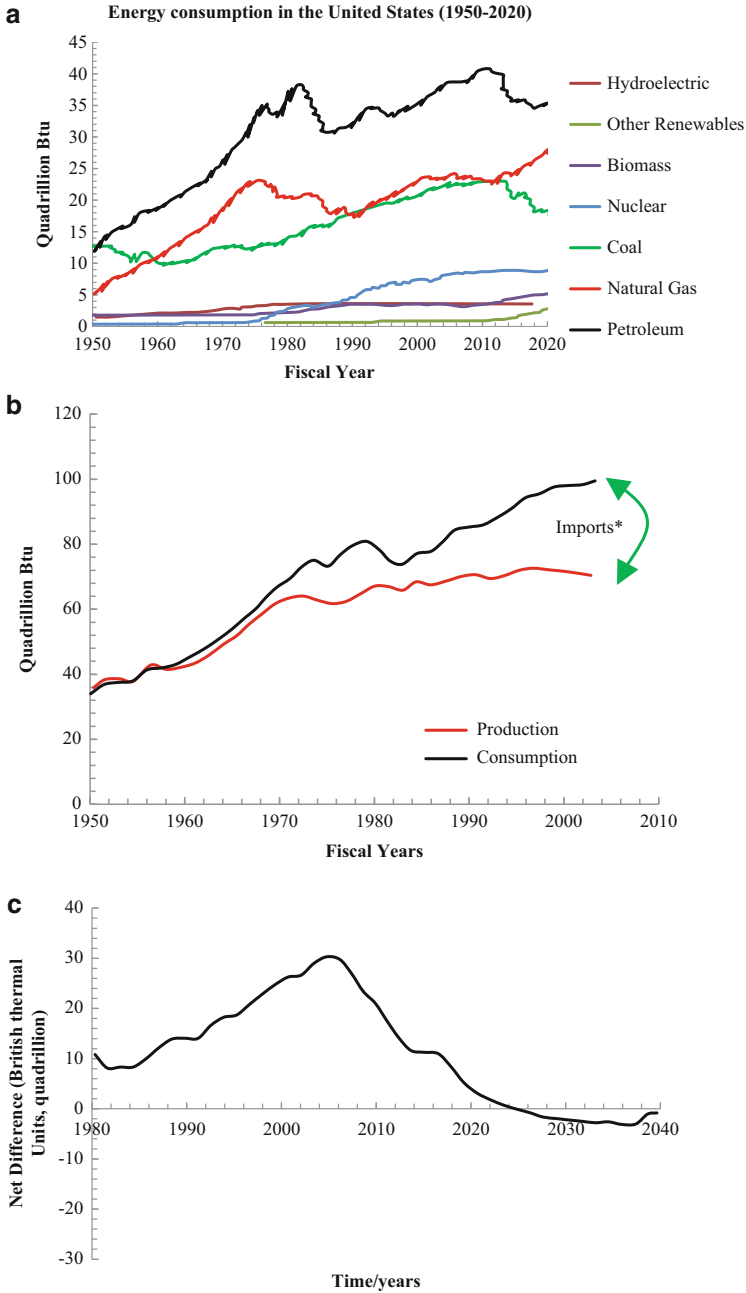 a
Energy consumption in the United States (1950-2020)
45
40
35
30
25
20
15
10
5
0
Quadrillion Btu
1950 1960 1970 1980 1990 2000 2010 2020
Fiscal Year
Hydroelectric
Other Renewables
Biomass
Nuclear
Coal
Natural Gas
Petroleum
b
120
100
80
60
40
20
0
Quadrillion Btu
Imports*
Production
Consumption
1950 1960 1970 1980 1990 2000 2010
Fiscal Years
c
40
30
20
10
0
-10
-20
-30
Net Difference (British thermal
Units, quadrillion)
1980 1990 2000 2010 2020 2030 2040
Time/years